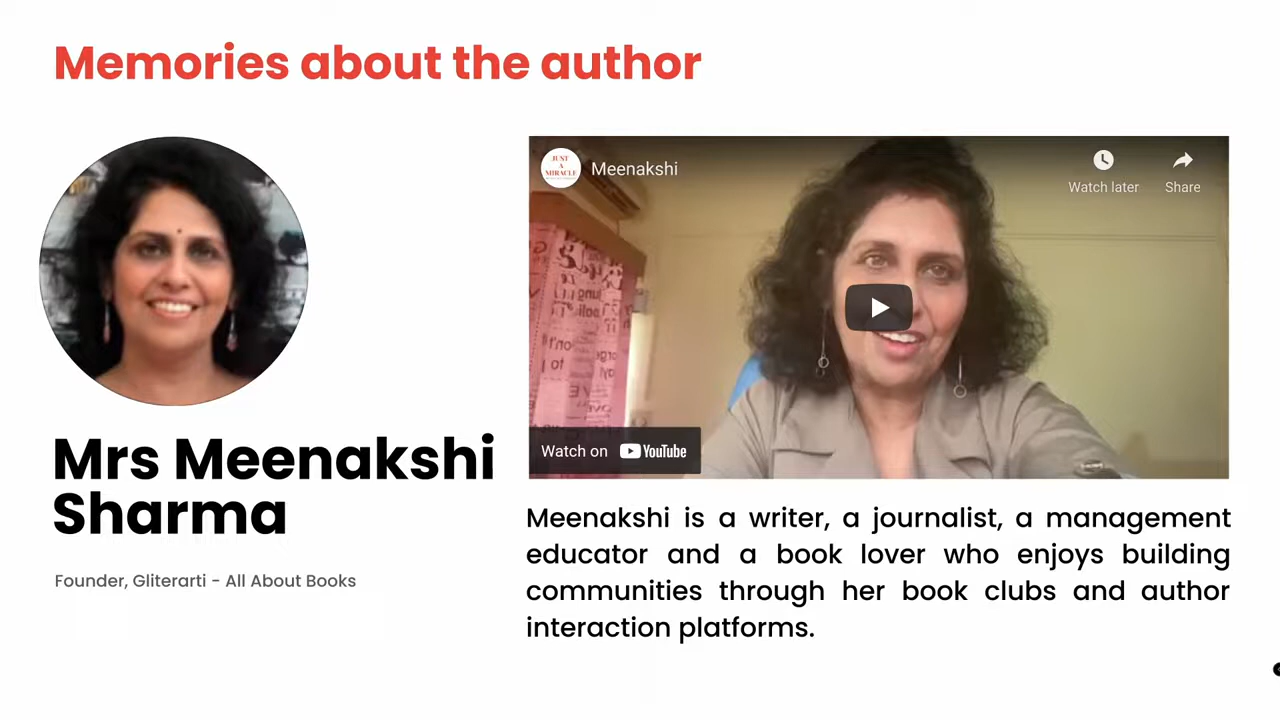 Memories about the author
JUST
A
MIRACLE
Meenakshi
Watch later
Share
Watch on YouTube
Mrs Meenakshi
Sharma
Founder, Gliterarti - All About Books
Meenakshi is a writer, a journalist, a management
educator and a book lover who enjoys building
communities through her book clubs and author
interaction platforms.